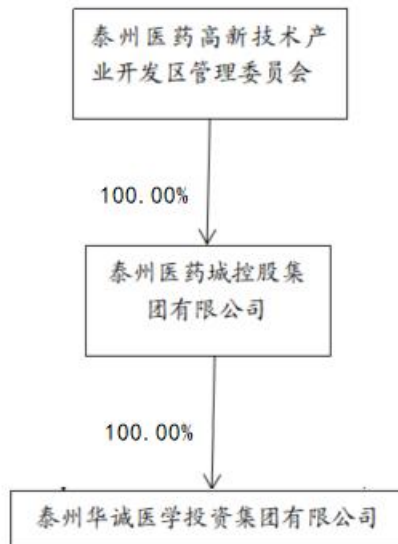 泰州医药高新技术产
业开发区管理委员会
100.00%
泰州医药城控股集
团有限公司
100.00%
泰州华诚医学投资集团有限公司